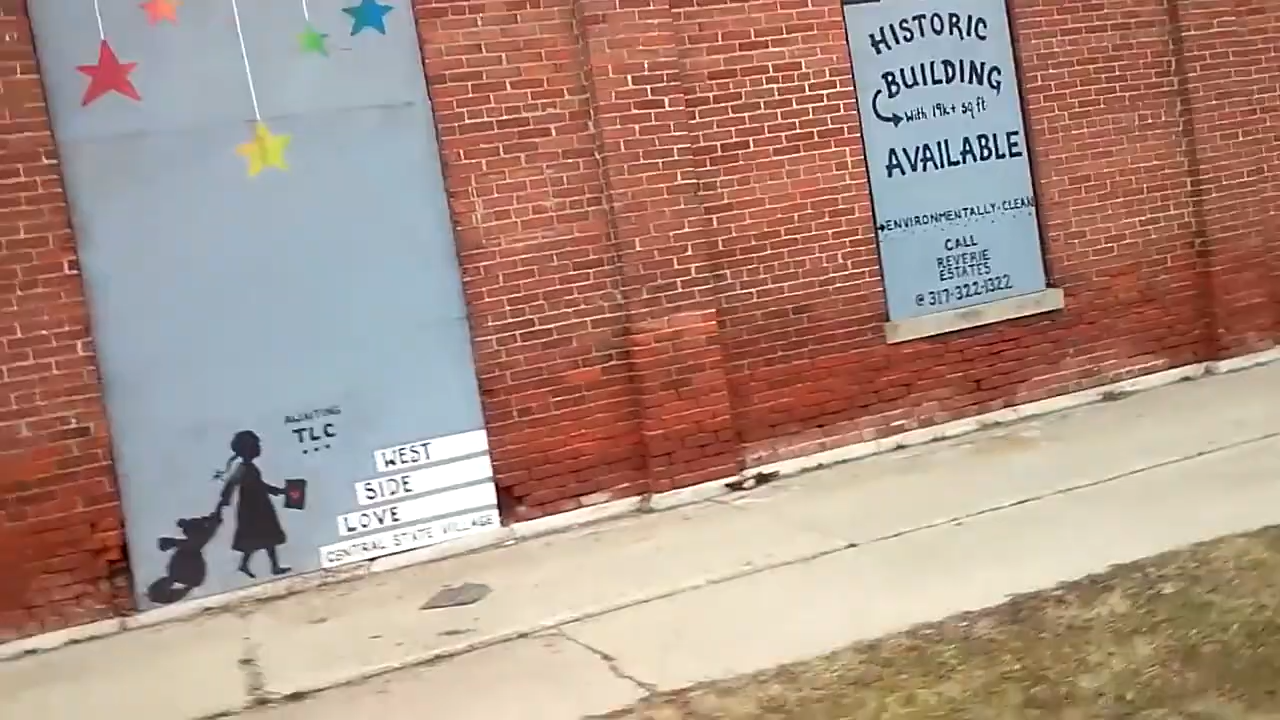 AWAITING
TLC
WEST
SIDE
LOVE
CENTRAL STATE VILLAGE
HISTORIC
BUILDING
With 19k+ sq ft
AVAILABLE
ENVIRONMENTALLY-CLEAN
CALL
REVERIE
ESTATES
@ 317-322-1322